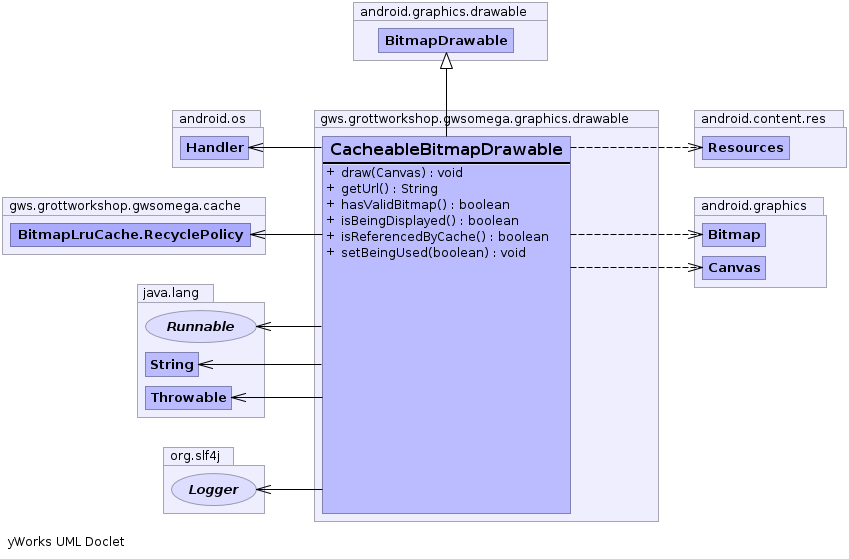 android.graphics.drawable
BitmapDrawable
android.os
Handler
gws.grottworkshop.gwsomega.graphics.drawable
CacheableBitmapDrawable
+ draw(Canvas) : void
+ getUrl() : String
+ hasValidBitmap() : boolean
+ isBeingDisplayed() : boolean
+ isReferencedByCache() : boolean
+ setBeingUsed(boolean) : void
android.content.res
Resources
gws.grottworkshop.gwsomega.cache
BitmapLruCache.RecyclePolicy
android.graphics
Bitmap
Canvas
java.lang
Runnable
String
Throwable
org.slf4j
Logger
yWorks UML Doclet